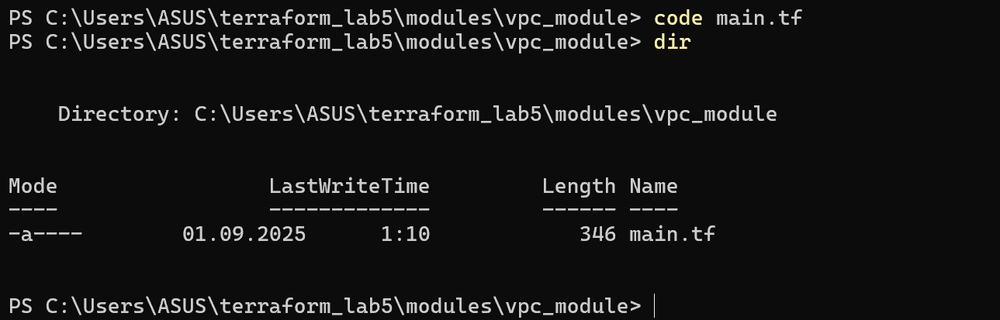 PS C:\Users\ASUS\terraform_lab5\modules\vpc_module> code main.tf
PS C:\Users\ASUS\terraform_lab5\modules\vpc_module> dir
Directory: C:\Users\ASUS\terraform_lab5\modules\vpc_module
Mode                 LastWriteTime         Length Name
----                 -------------         ------ ----
-a----        01.09.2025      1:10            346 main.tf
PS C:\Users\ASUS\terraform_lab5\modules\vpc_module>